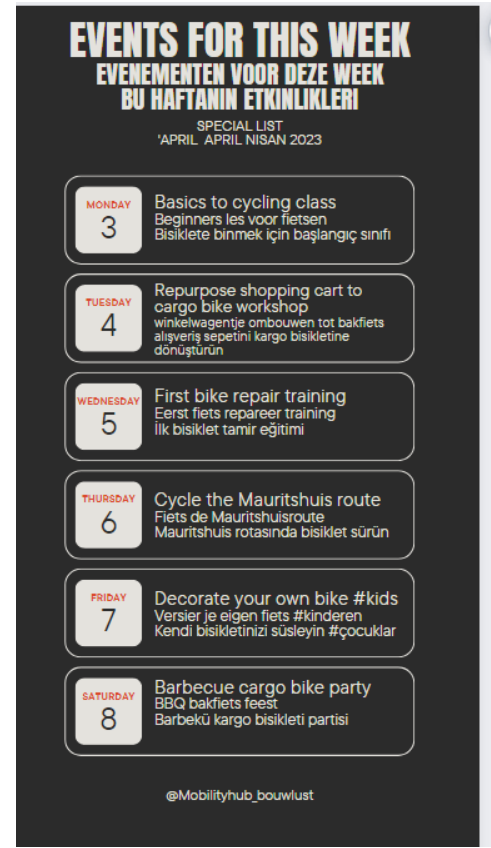 EVENTS FOR THIS WEEK
EVENEMENTEN VOOR DEZE WEEK
BU HAFTANIN ETKINLIKLERI
SPECIAL LIST
'APRIL APRIL NISAN 2023
MONDAY
3
Basics to cycling class
Beginners les voor fietsen
Bisiklete binmek için başlangıç sınıfı
TUESDAY
4
Repurpose shopping cart to
cargo bike workshop
winkelwagentje ombouwen tot bakfiets
alışveriş sepetini kargo bisikletine
dönüştürün
WEDNESDAY
5
First bike repair training
Eerst fiets repareer training
İlk bisiklet tamir eğitimi
THURSDAY
6
Cycle the Mauritshuis route
Fiets de Mauritshuisroute
Mauritshuis rotasında bisiklet sürün
FRIDAY
7
Decorate your own bike #kids
Versier je eigen fiets #kinderen
Kendi bisikletinizi süsleyin #çocuklar
SATURDAY
8
Barbecue cargo bike party
BBQ bakfiets feest
Barbekü kargo bisikleti partisi
@Mobilityhub_bouwlust